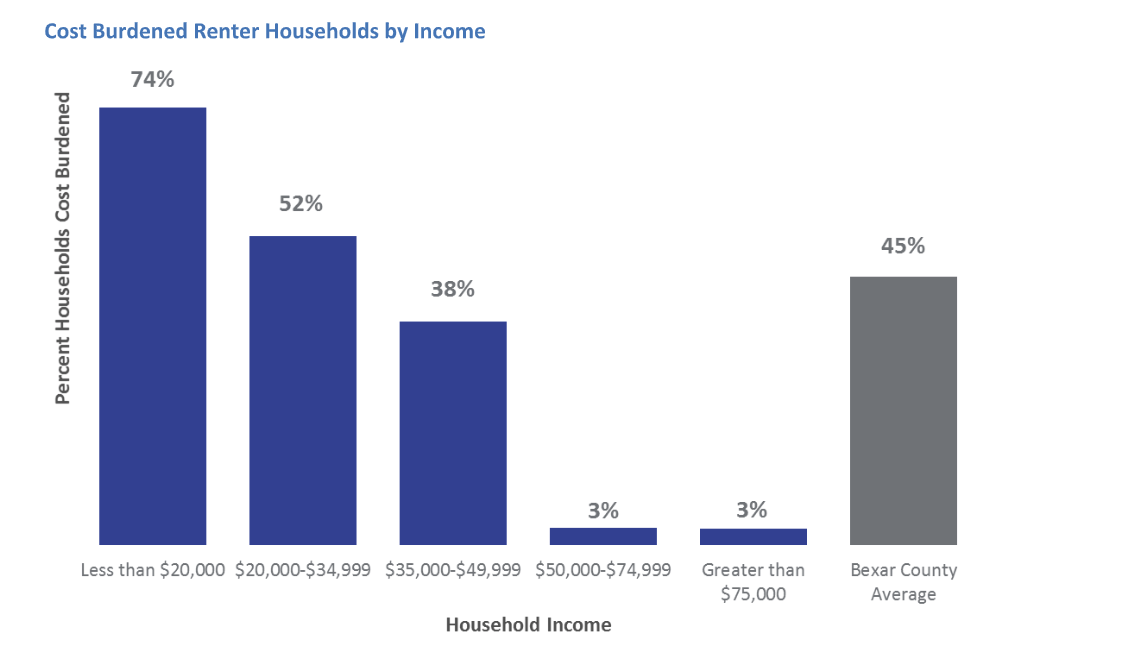 Cost Burdened Renter Households by Income
Percent Households Cost Burdened
74%
52%
38%
3%
3%
45%
Less than $20,000
$20,000-$34,999
$35,000-$49,999
$50,000-$74,999
Greater than
$75,000
Bexar County
Average
Household Income